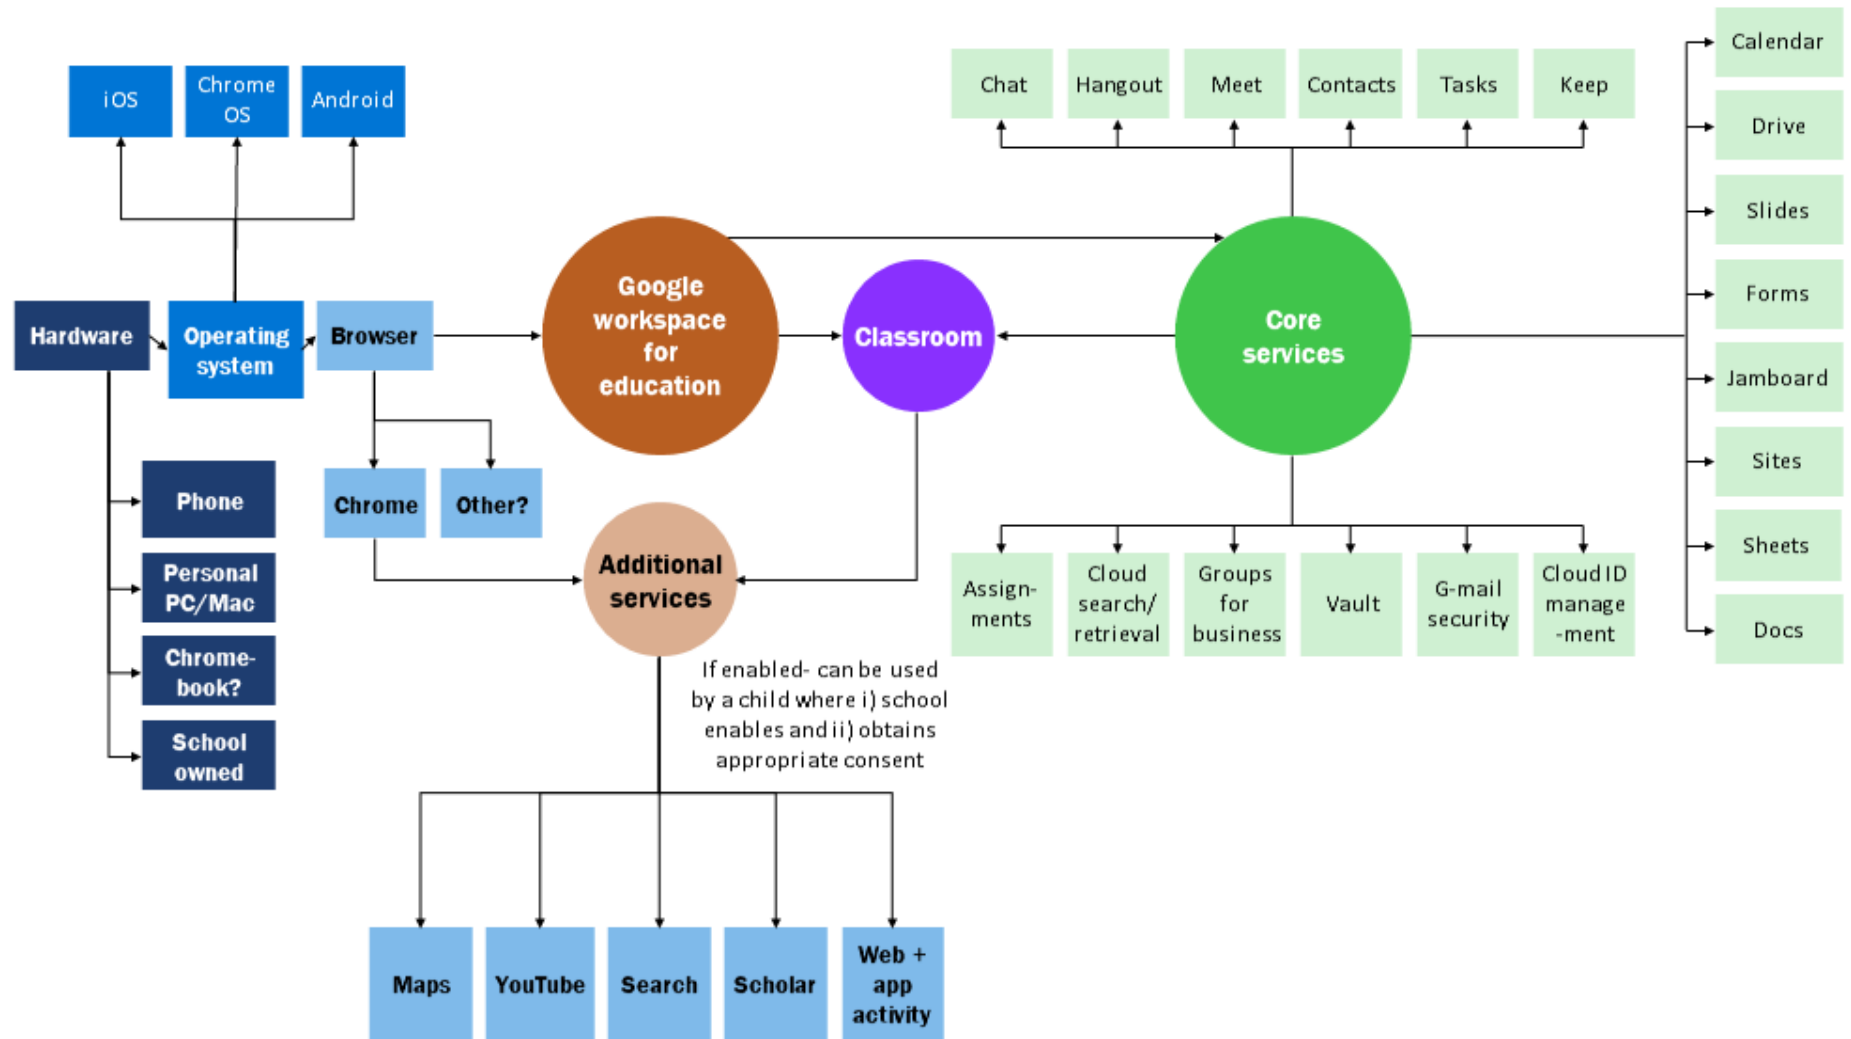 iOS
Chrome
OS
Android
Chat
Hangout
Meet
Contacts
Tasks
Keep
Calendar
Drive
Slides
Forms
Jamboard
Sites
Sheets
Docs
Hardware
Operating
system
Browser
Google
workspace
for
education
Classroom
Core
services
Phone
Personal
PC/Mac
Chrome-
book?
School
owned
Chrome
Other?
Additional
services
Assign-
ments
Cloud
search/
retrieval
Groups
for
business
Vault
G-mail
security
Cloud ID
manage
-ment
If enabled- can be used
by a child where i) school
enables and ii) obtains
appropriate consent
Maps
YouTube
Search
Scholar
Web +
app
activity